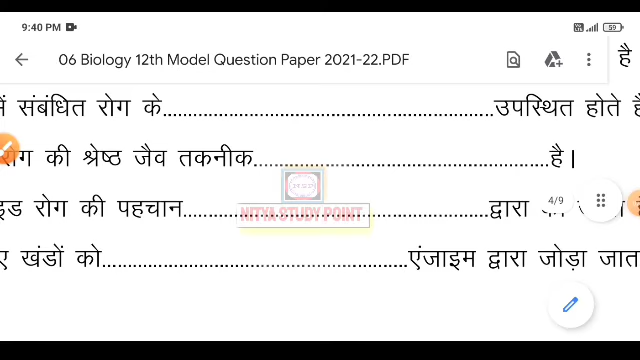 9:40 PM 59
06 Biology 12th Model Question Paper 2021-22.PDF
है
में संबंधित रोग के..................................................उपस्थित होते
रोग की श्रेष्ठ जैव तकनीक..................................................है।
रोग की पहचान..................................................द्वारा
4/9
NITYA STUDY POINT
खंडों को..................................................एंजाइम द्वारा जोड़ा